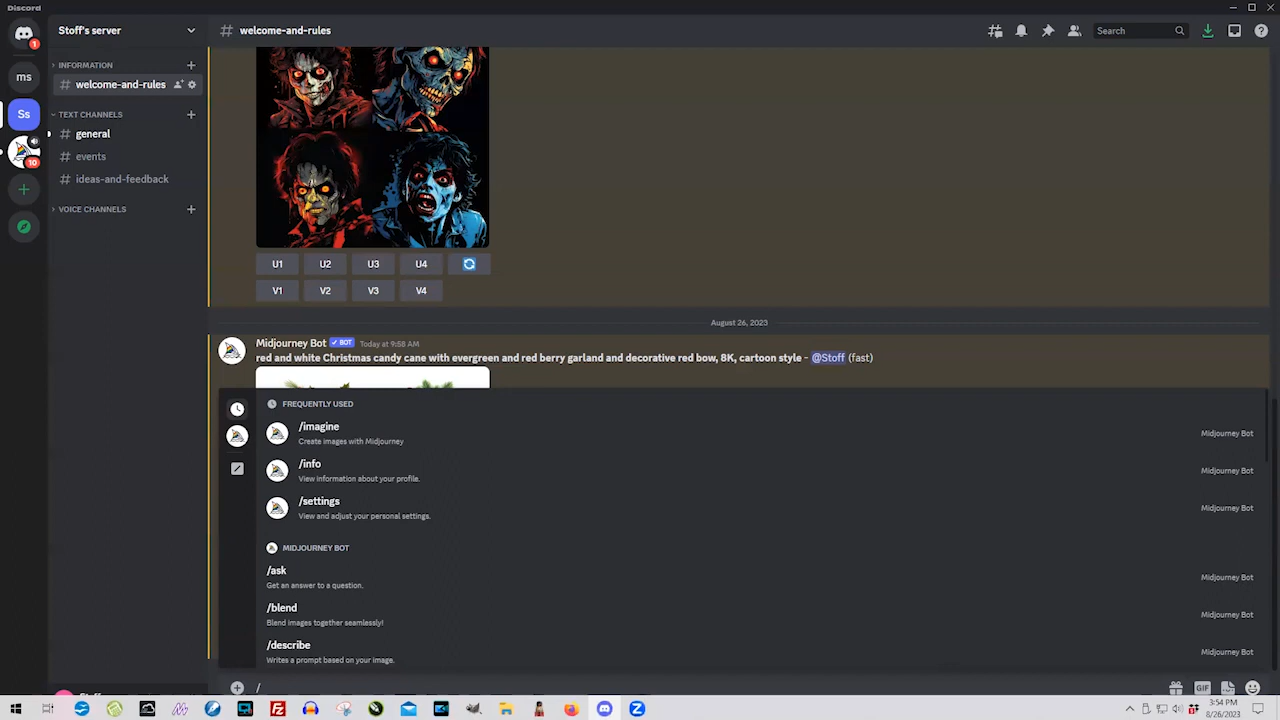 Discord
Stoff's server
# welcome-and-rules
Search
1
INFORMATION
ms
# welcome-and-rules
TEXT CHANNELS
Ss
# general
10
# events
# ideas-and-feedback
VOICE CHANNELS
U1 U2 U3 U4
V1 V2 V3 V4
August 26, 2023
Midjourney Bot ✓ BOT Today at 9:58 AM
red and white Christmas candy cane with evergreen and red berry garland and decorative red bow, 8K, cartoon style - @Stoff (fast)
FREQUENTLY USED
/imagine
Create images with Midjourney
Midjourney Bot
/info
View information about your profile.
Midjourney Bot
/settings
View and adjust your personal settings.
Midjourney Bot
MIDJOURNEY BOT
/ask
Get an answer to a question.
Midjourney Bot
/blend
Blend images together seamlessly!
Midjourney Bot
/describe
Writes a prompt based on your image.
Midjourney Bot
/
GIF
3:54 PM
8/26/2023